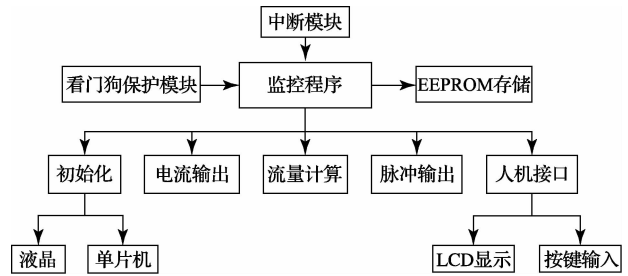 中断模块
看门狗保护模块
监控程序
EEPROM存储
初始化
电流输出
流量计算
脉冲输出
人机接口
液晶
单片机
LCD显示
按键输入